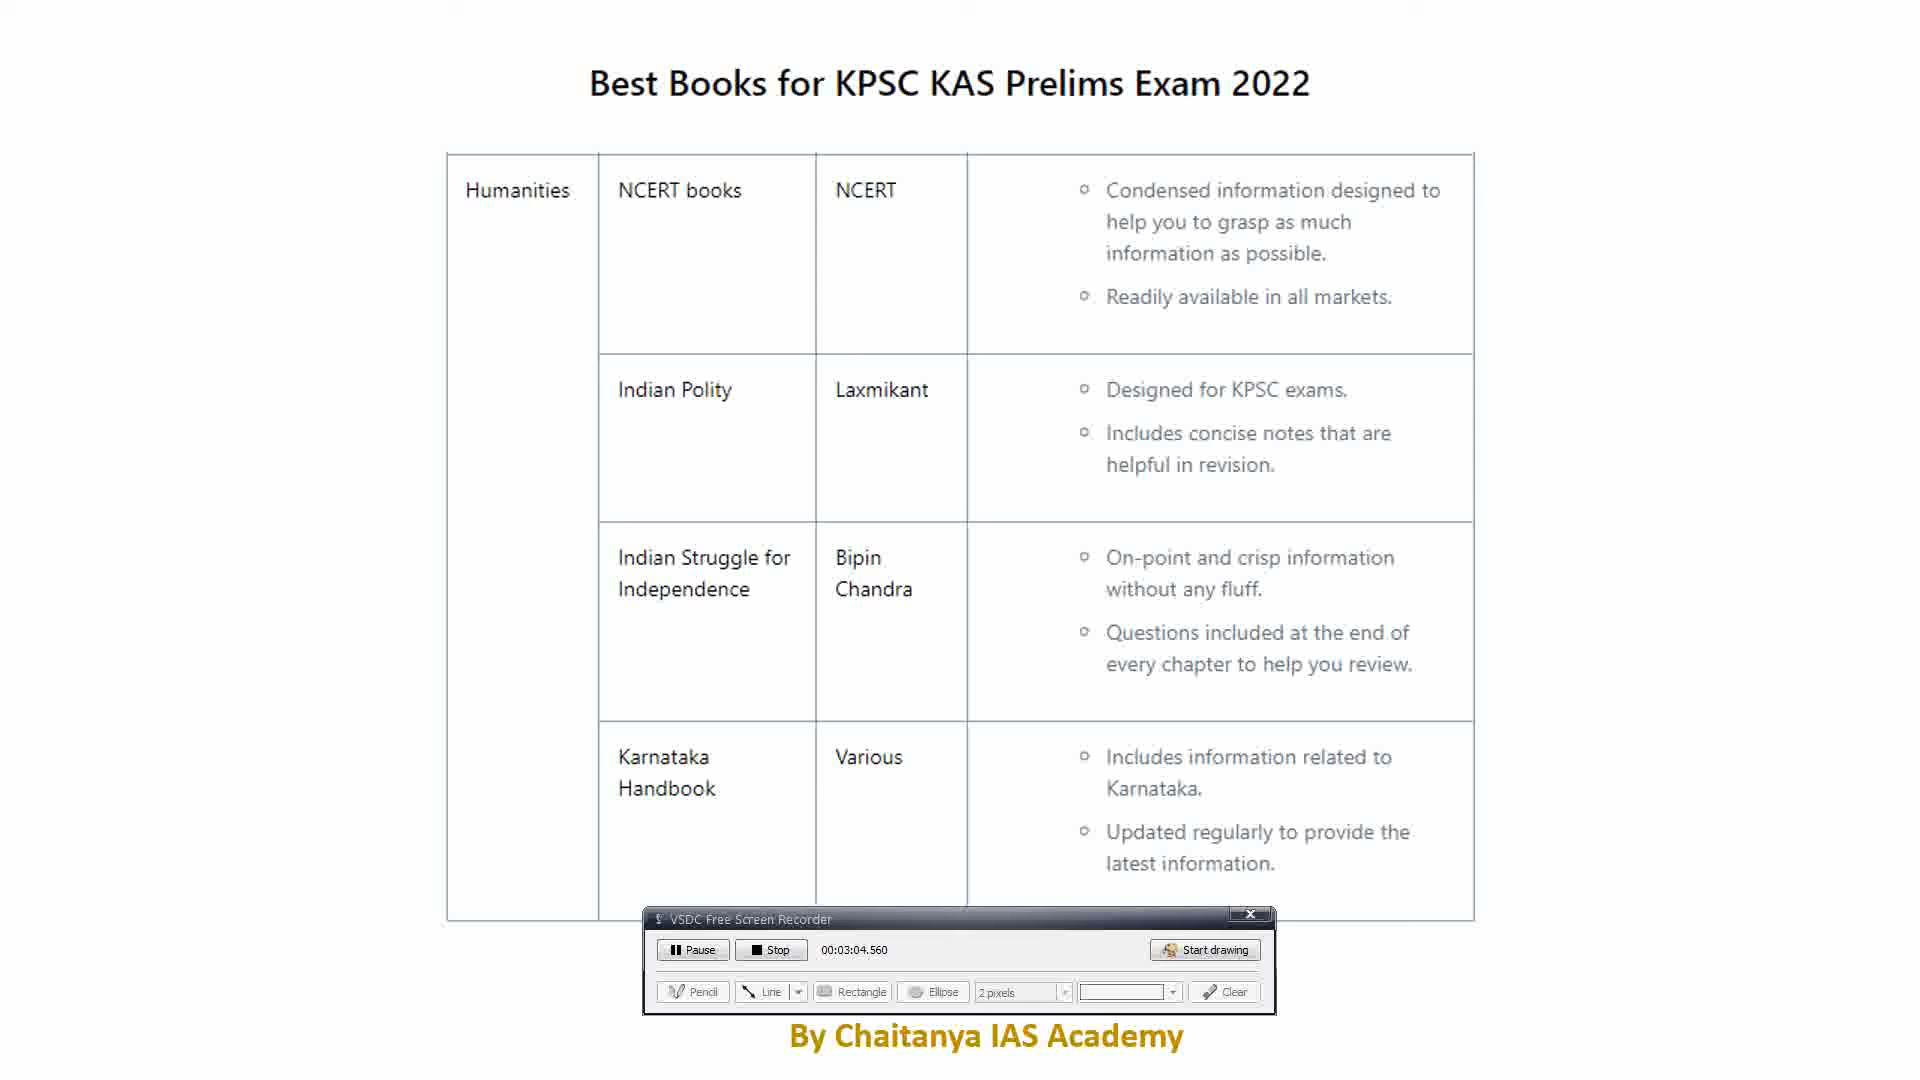 Best Books for KPSC KAS Prelims Exam 2022
Humanities
NCERT books
NCERT
Condensed information designed to
help you to grasp as much
information as possible.
Readily available in all markets.
Indian Polity
Laxmikant
Designed for KPSC exams.
Includes concise notes that are
helpful in revision.
Indian Struggle for
Independence
Bipin
Chandra
On-point and crisp information
without any fluff.
Questions included at the end of
every chapter to help you review.
Karnataka
Handbook
Various
Includes information related to
Karnataka.
Updated regularly to provide the
latest information.
VSDC Free Screen Recorder
Pause
Stop
00:03:04.560
Start drawing
Pencil
Line
Rectangle
Ellipse
2 pixels
Clear
By Chaitanya IAS Academy